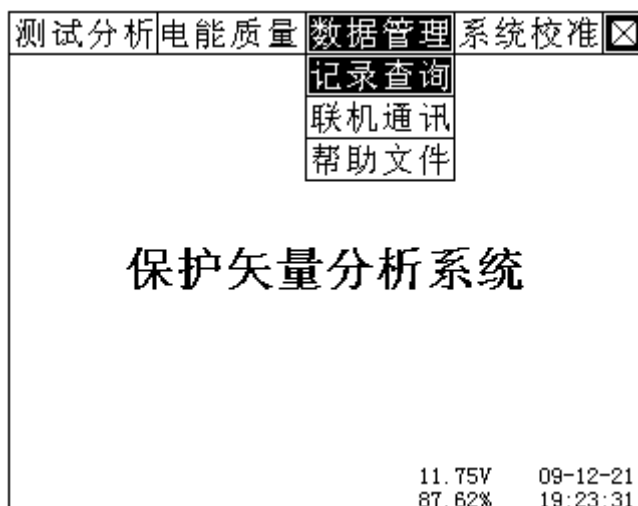 测试分析 电能质量 数据管理 系统校准
记录查询
联机通讯
帮助文件
保护矢量分析系统
11.75V 09-12-21
87.62% 19:23:31